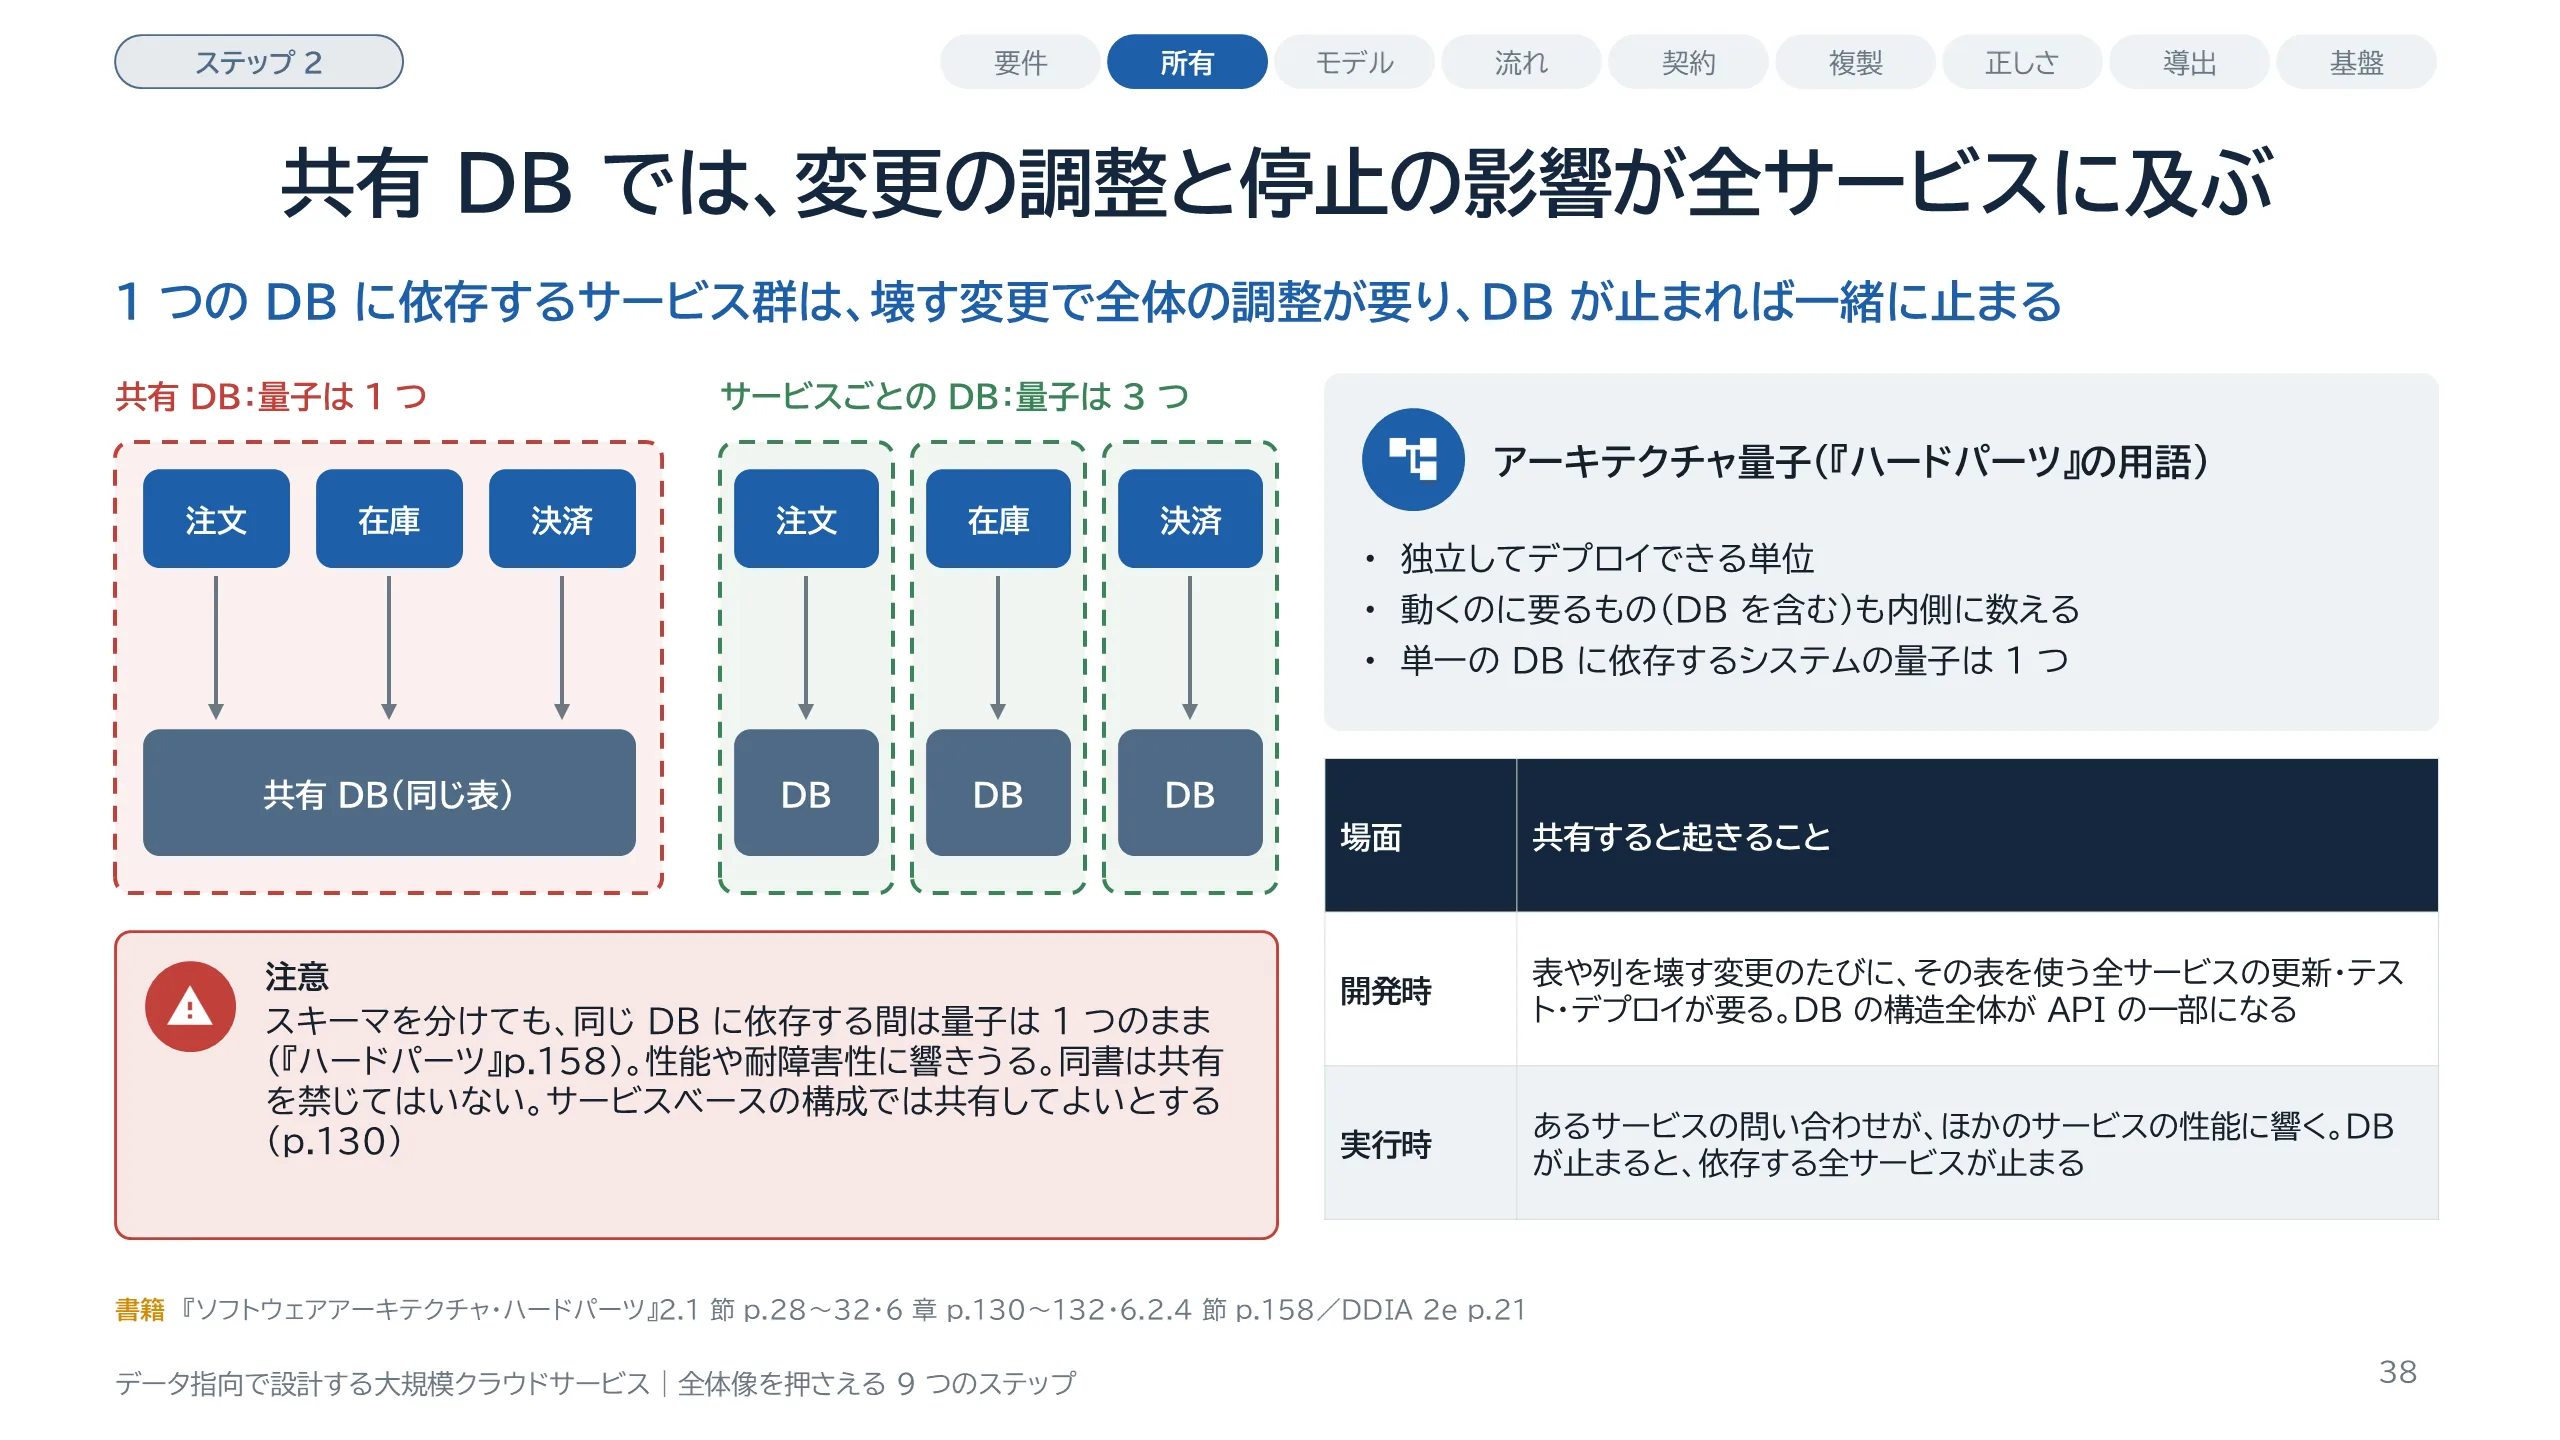 ステップ 2
要件
所有
モデル
流れ
契約
複製
正しさ
導出
基盤
共有 DB では、変更の調整と停止の影響が全サービスに及ぶ
1 つの DB に依存するサービス群は、壊す変更で全体の調整が要り、DB が止まれば一緒に止まる
共有 DB：量子は 1 つ
注文
在庫
決済
共有 DB（同じ表）
サービスごとの DB：量子は 3 つ
注文
在庫
決済
DB
DB
DB
注意
スキーマを分けても、同じ DB に依存する間は量子は 1 つのまま
（『ハードパーツ』p.158）。性能や耐障害性に響きうる。同書は共有
を禁じてはいない。サービスベースの構成では共有してよいとする
（p.130）
アーキテクチャ量子（『ハードパーツ』の用語）
• 独立してデプロイできる単位
• 動くのに要るもの（DB を含む）も内側に数える
• 単一の DB に依存するシステムの量子は 1 つ
場面
共有すると起きること
開発時
表や列を壊す変更のたびに、その表を使う全サービスの更新・テス
ト・デプロイが要る。DB の構造全体が API の一部になる
実行時
あるサービスの問い合わせが、ほかのサービスの性能に響く。DB
が止まると、依存する全サービスが止まる
書籍 『ソフトウェアアーキテクチャ・ハードパーツ』2.1 節 p.28～32・6 章 p.130～132・6.2.4 節 p.158／DDIA 2e p.21
データ指向で設計する大規模クラウドサービス｜全体像を押さえる 9 つのステップ
38